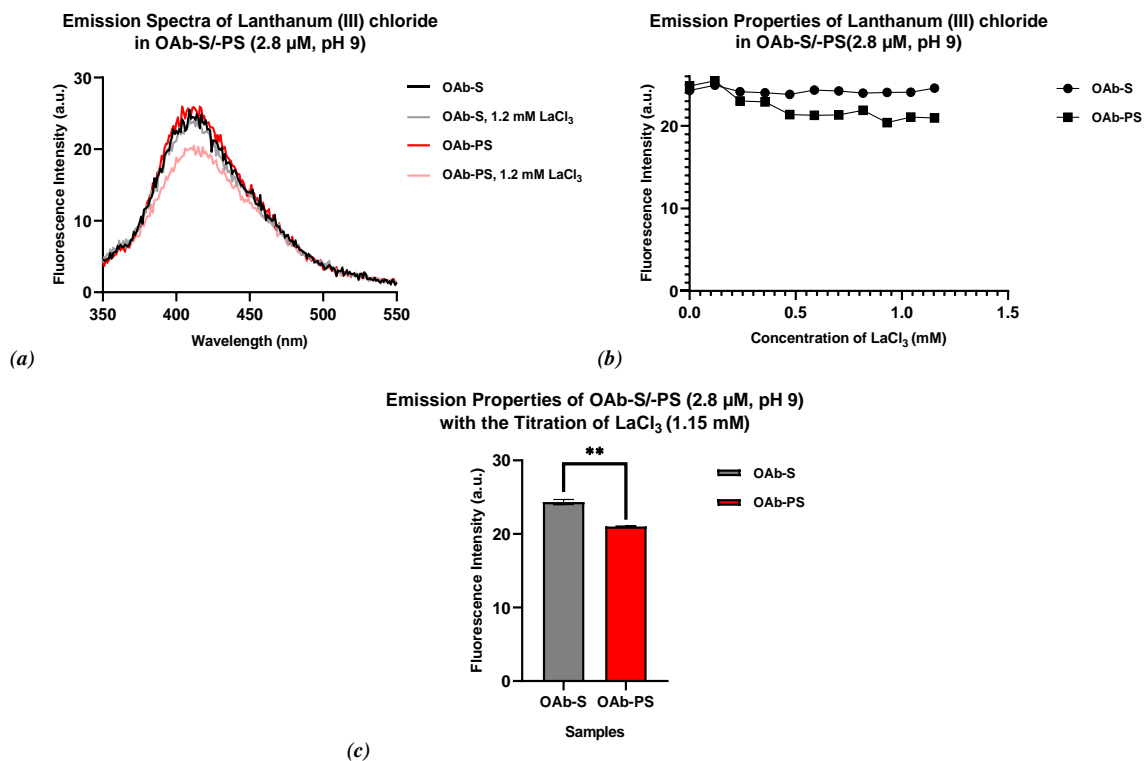 Emission Spectra of Lanthanum (III) chloride
in OAb-S/-PS (2.8 µM, pH 9)
Fluorescence Intensity (a.u.)
30
20
10
0
350
400
450
500
550
Wavelength (nm)
OAb-S
OAb-S, 1.2 mM LaCl₃
OAb-PS
OAb-PS, 1.2 mM LaCl₃
(a)
Emission Properties of Lanthanum (III) chloride
in OAb-S/-PS(2.8 µM, pH 9)
Fluorescence Intensity (a.u.)
20
10
0
0.0
0.5
1.0
1.5
Concentration of LaCl₃ (mM)
OAb-S
OAb-PS
(b)
Emission Properties of OAb-S/-PS (2.8 µM, pH 9)
with the Titration of LaCl₃ (1.15 mM)
Fluorescence Intensity (a.u.)
30
20
10
0
**
OAb-S OAb-PS
Samples
OAb-S
OAb-PS
(c)